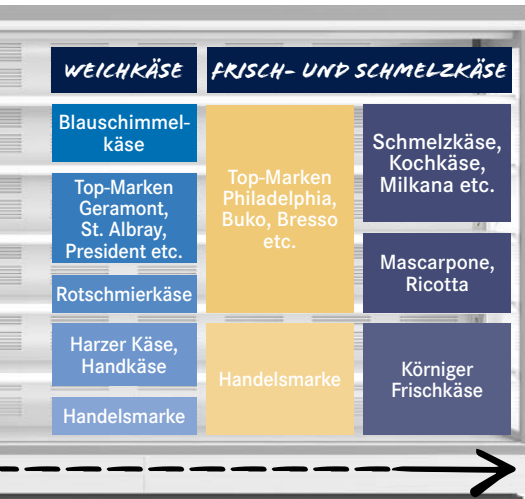 WEICHKÄSE
FRISCH- UND SCHMELZKÄSE
Blauschimmel-
käse
Top-Marken
Geramont,
St. Albray,
President etc.
Rotschmierkäse
Harzer Käse,
Handkäse
Handelsmarke
Top-Marken
Philadelphia,
Buko, Bresso
etc.
Handelsmarke
Schmelzkäse,
Kochkäse,
Milkana etc.
Mascarpone,
Ricotta
Körniger
Frischkäse